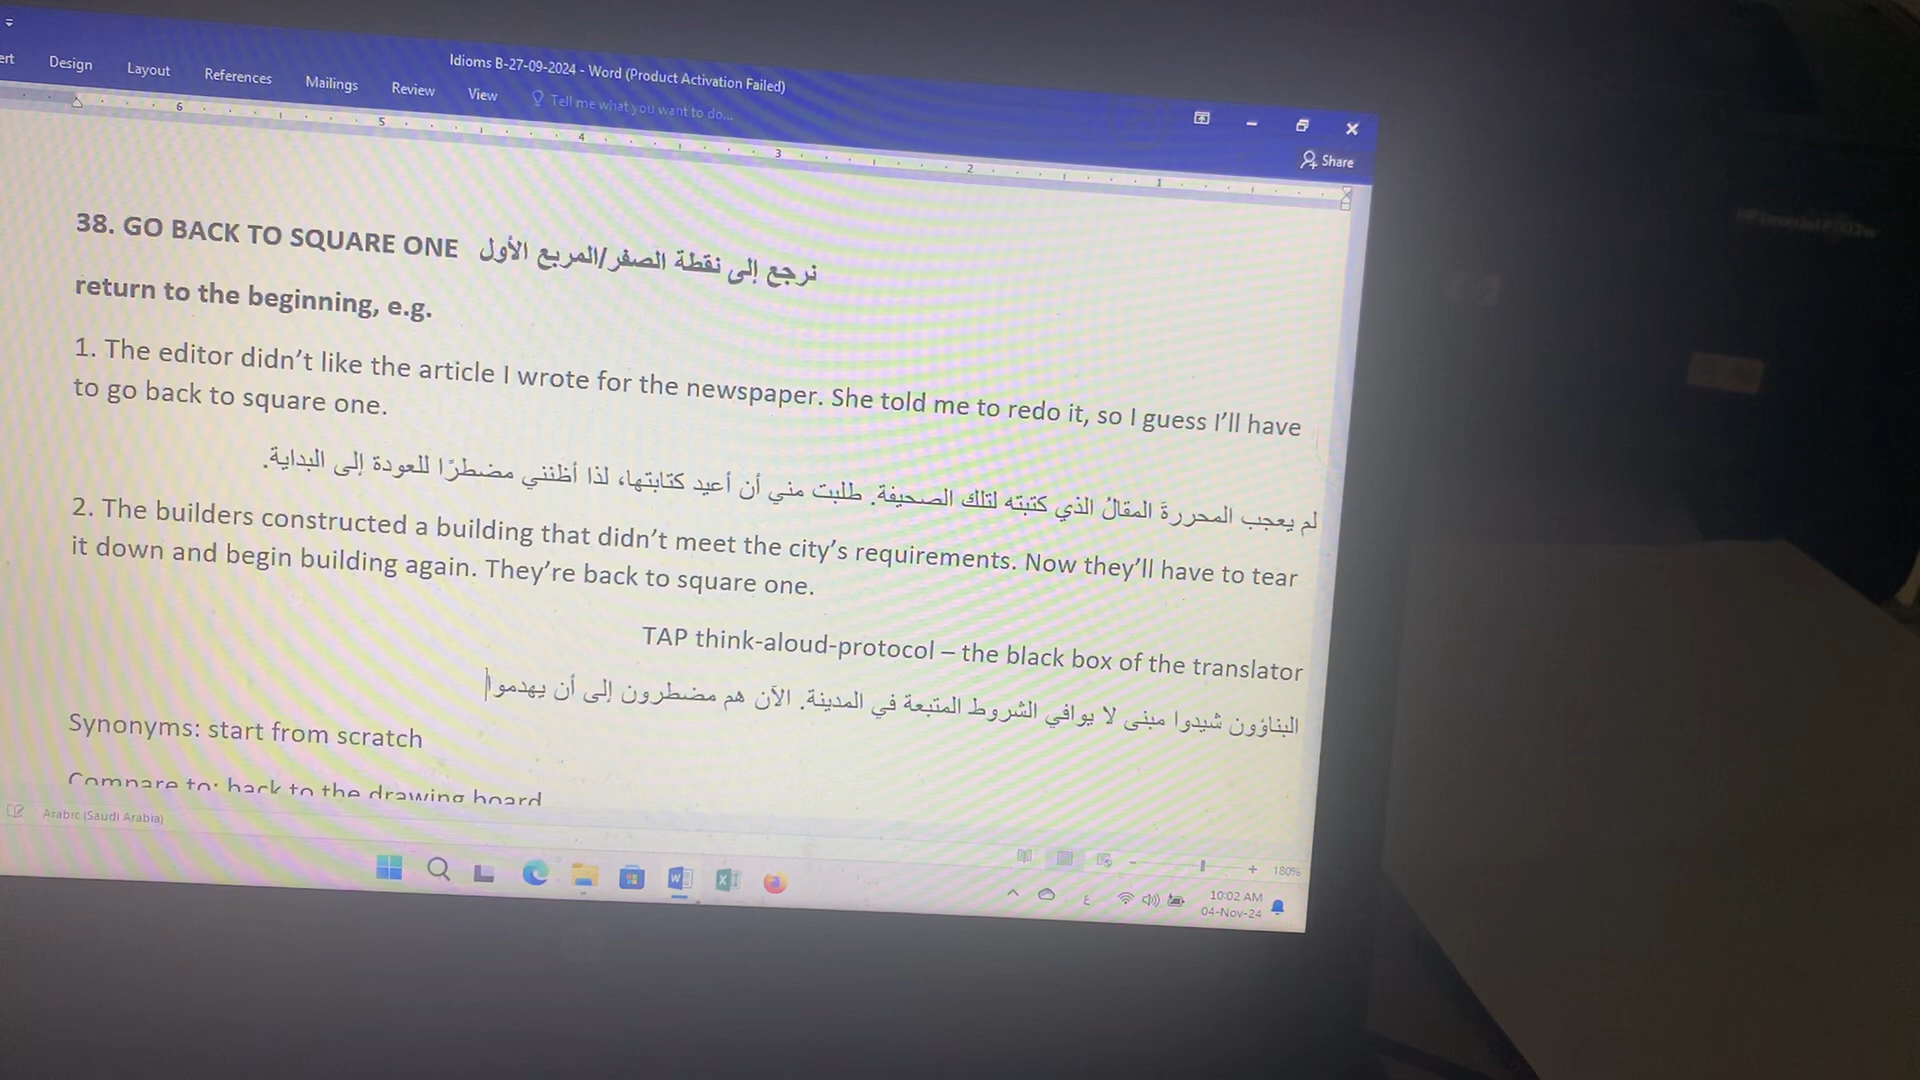 Idioms B-27-09-2024 - Word (Product Activation Failed)
ert Design Layout References Mailings Review View Tell me what you want to do...
Share
6 5 4 3 2 1
38. GO BACK TO SQUARE ONE نرجع إلى نقطة الصفر/المربع الأول
return to the beginning, e.g.
1. The editor didn’t like the article I wrote for the newspaper. She told me to redo it, so I guess I’ll have
to go back to square one.
لم يعجب المحررةَ المقالُ الذي كتبته لتلك الصحيفة. طلبت مني أن أعيد كتابتها، لذا أظنني مضطرًا للعودة إلى البداية.
2. The builders constructed a building that didn’t meet the city’s requirements. Now they’ll have to tear
it down and begin building again. They’re back to square one.
TAP think-aloud-protocol – the black box of the translator
البناؤون شيدوا مبنى لا يوافي الشروط المتبعة في المدينة. الآن هم مضطرون إلى أن يهدموا
Synonyms: start from scratch
Compare to: back to the drawing board
Arabic (Saudi Arabia)
180%
ع
10:02 AM
04-Nov-24